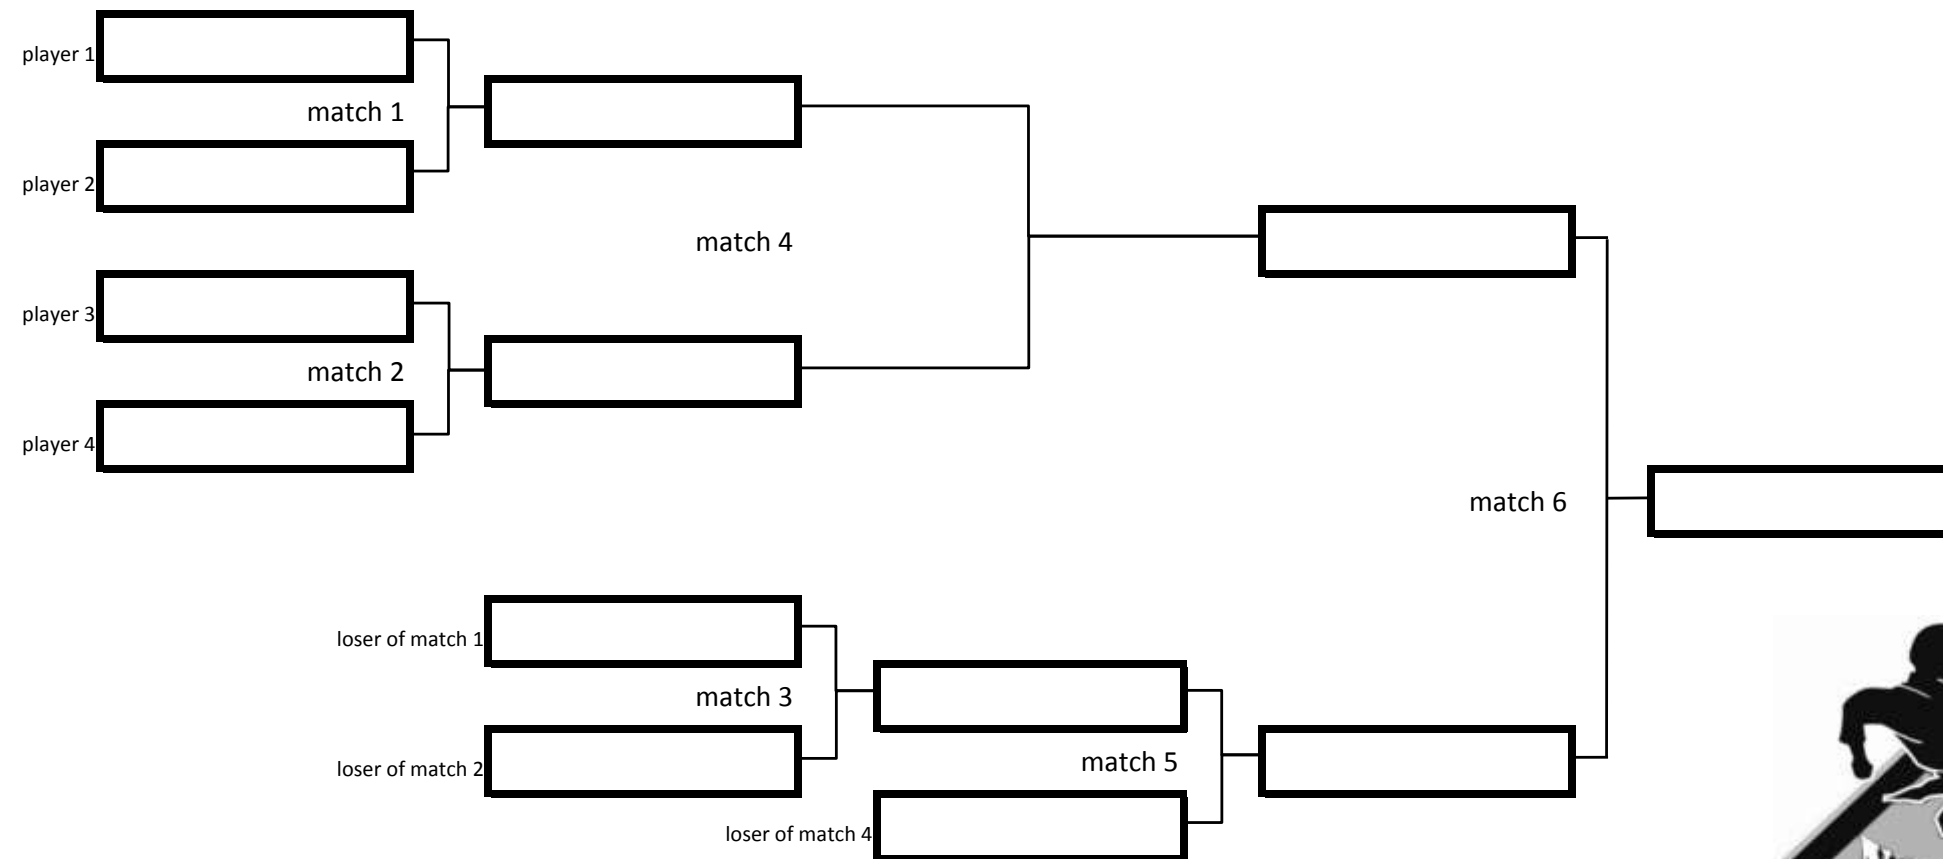 player 1
match 1
player 2
match 4
player 3
match 2
player 4
match 6
loser of match 1
match 3
loser of match 2
match 5
loser of match 4